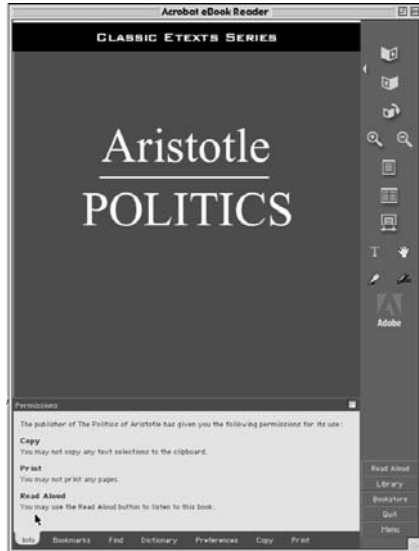 Acrobat eBook Reader
CLASSIC ETEXTS SERIES
Aristotle
POLITICS
T
Adobe
Permissions
The publisher of The Politics of Aristotle has given you the following permissions for its use:
Copy
You may not copy any text selections to the clipboard.
Print
You may not print any pages.
Read Aloud
You may use the Read Aloud button to listen to this book.
Read Aloud
Library
Bookstore
Quit
Menu
Info Bookmarks Find Dictionary Preferences Copy Print